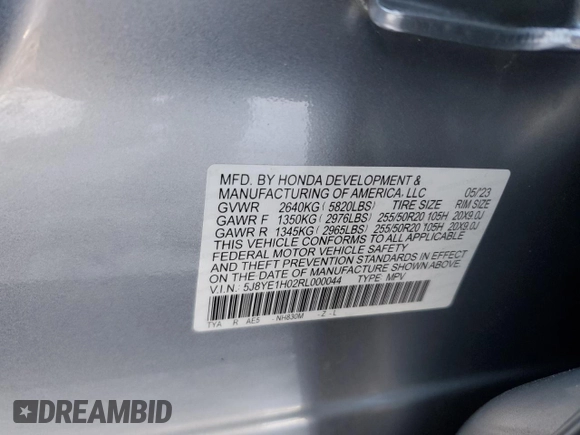 MFD. BY HONDA DEVELOPMENT &
MANUFACTURING OF AMERICA, LLC 05/'23
GVWR 2640KG ( 5820LBS) TIRE SIZE RIM SIZE
GAWR F 1350KG ( 2976LBS) 255/50R20 105H 20X9.0J
GAWR R 1345KG ( 2965LBS) 255/50R20 105H 20X9.0J
THIS VEHICLE CONFORMS TO ALL APPLICABLE
FEDERAL MOTOR VEHICLE SAFETY
AND THEFT PREVENTION STANDARDS IN EFFECT
ON THE DATE OF MANUFACTURE SHOWN ABOVE.
V.I.N.: 5J8YE1H02RL000044 TYPE MPV
TYA R AE5 -NH830M -Z -L
DREAMBID